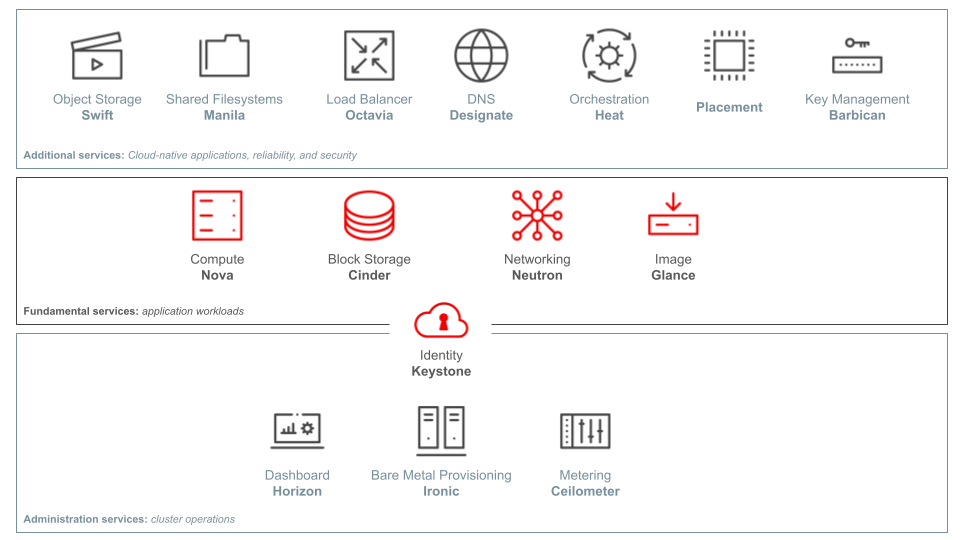 Object Storage
Swift
Shared Filesystems
Manila
Load Balancer
Octavia
DNS
Designate
Orchestration
Heat
Placement
Key Management
Barbican
Additional services: Cloud-native applications, reliability, and security
Compute
Nova
Block Storage
Cinder
Networking
Neutron
Image
Glance
Fundamental services: application workloads
Identity
Keystone
Dashboard
Horizon
Bare Metal Provisioning
Ironic
Metering
Ceilometer
Administration services: cluster operations